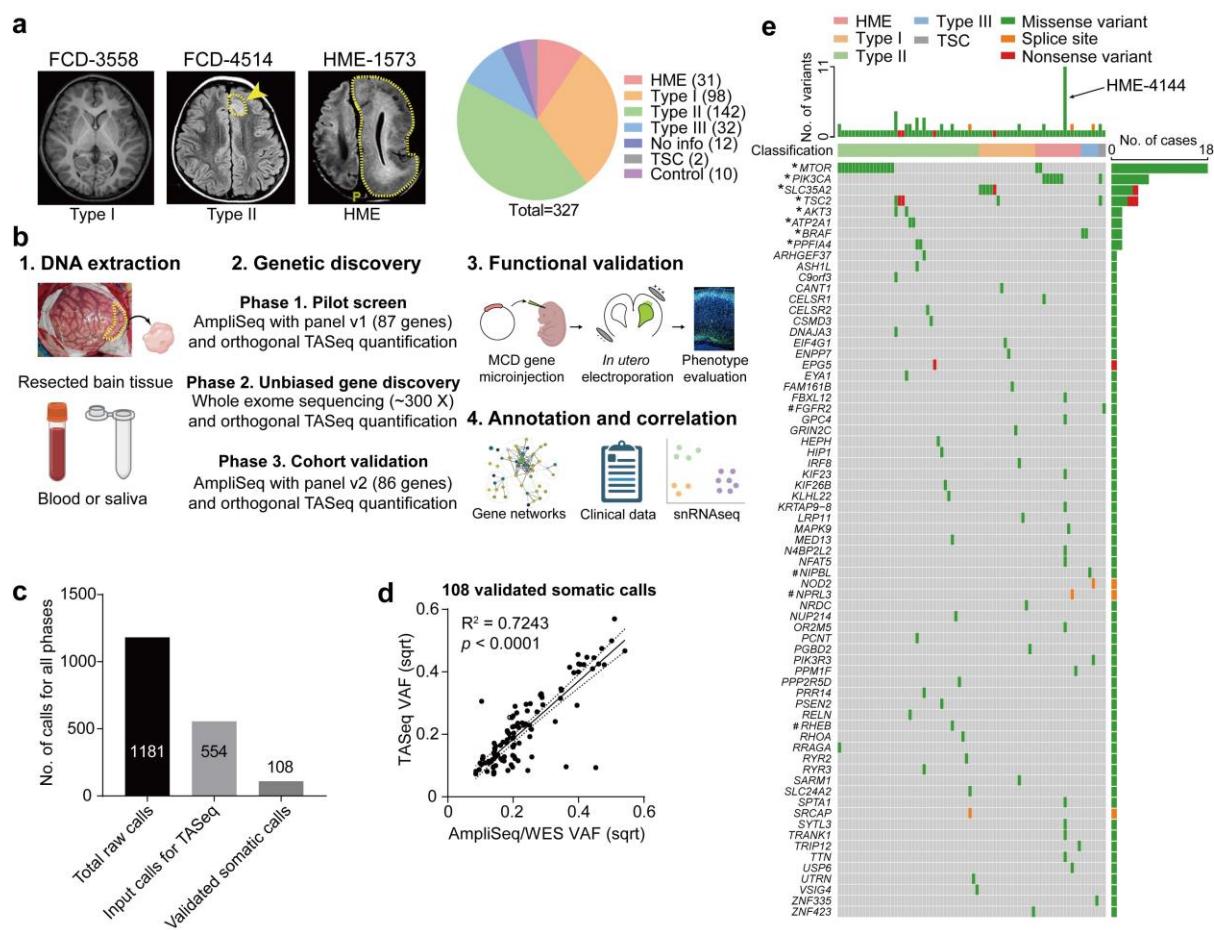 a
FCD-3558
FCD-4514
HME-1573
P
Type I
Type II
HME
HME (31)
Type I (98)
Type II (142)
Type III (32)
No info (12)
TSC (2)
Control (10)
Total=327
b
1. DNA extraction
Resected bain tissue
Blood or saliva
2. Genetic discovery
Phase 1. Pilot screen
AmpliSeq with panel v1 (87 genes)
and orthogonal TASeq quantification
Phase 2. Unbiased gene discovery
Whole exome sequencing (~300 X)
and orthogonal TASeq quantification
Phase 3. Cohort validation
AmpliSeq with panel v2 (86 genes)
and orthogonal TASeq quantification
3. Functional validation
MCD gene
microinjection
In utero
electroporation
Phenotype
evaluation
4. Annotation and correlation
Gene networks
Clinical data
snRNAseq
c
No. of calls for all phases
1500
1000
500
0
1181
554
108
Total raw calls
Input calls for TASeq
Validated somatic calls
d
108 validated somatic calls
R2 = 0.7243
p < 0.0001
TASeq VAF (sqrt)
0.6
0.4
0.2
0
0
0.2
0.4
0.6
AmpliSeq/WES VAF (sqrt)
e
HME
Type I
Type II
Type III
TSC
Missense variant
Splice site
Nonsense variant
No. of variants
11
0
HME-4144
No. of cases
0
18
Classification
*MTOR
*PIK3CA
*SLC35A2
*TSC2
*AKT3
*ATP2A1
*BRAF
*PPFIA4
ARHGEF37
ASH1L
C9orf3
CANT1
CELSR1
CELSR2
CSMD3
DNAJA3
EIF4G1
ENPP7
EPG5
EYA1
FAM161B
FBXL12
#FGFR2
GPC4
GRIN2C
HEPH
HIP1
IRF8
KIF23
KIF26B
KLHL22
KRTAP9-8
LRP11
MAPK9
MED13
N4BP2L2
NFAT5
#NIPBL
NOD2
#NPRL3
NRDC
NUP214
OR2M5
PCNT
PGBD2
PIK3R3
PPM1F
PPP2R5D
PRR14
PSEN2
RELN
#RHEB
RHOA
RRAGA
RYR2
RYR3
SARM1
SLC24A2
SPTA1
SRCAP
SYTL3
TRANK1
TRIP12
TTN
USP6
UTRN
VSIG4
ZNF335
ZNF423